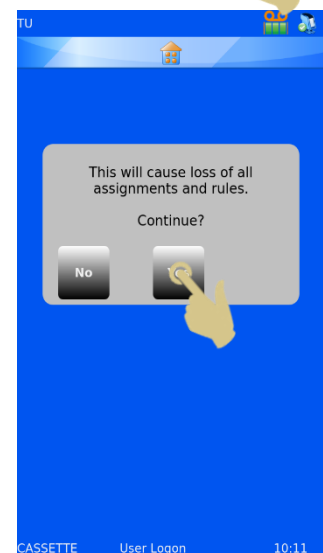 TU
This will cause loss of all
assignments and rules.
Continue?
No
CASSETTE User Logon 10:11